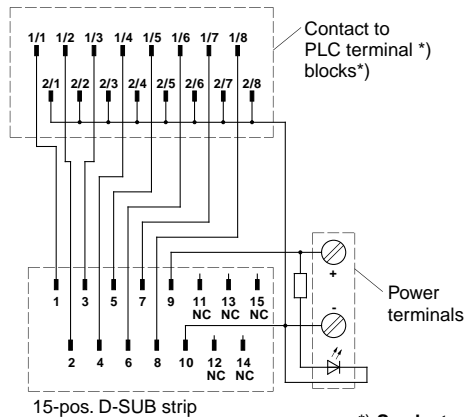 1/1 1/2 1/3 1/4 1/5 1/6 1/7 1/8
Contact to
PLC terminal *)
blocks*)
2/1 2/2 2/3 2/4 2/5 2/6 2/7 2/8
+
1 3 5 7 9 11 13 15
NC NC NC
-
Power
terminals
2 4 6 8 10 12 14
NC NC
15-pos. D-SUB strip